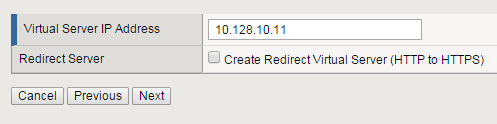 Virtual Server IP Address 10.128.10.11
Redirect Server Create Redirect Virtual Server (HTTP to HTTPS)
Cancel Previous Next